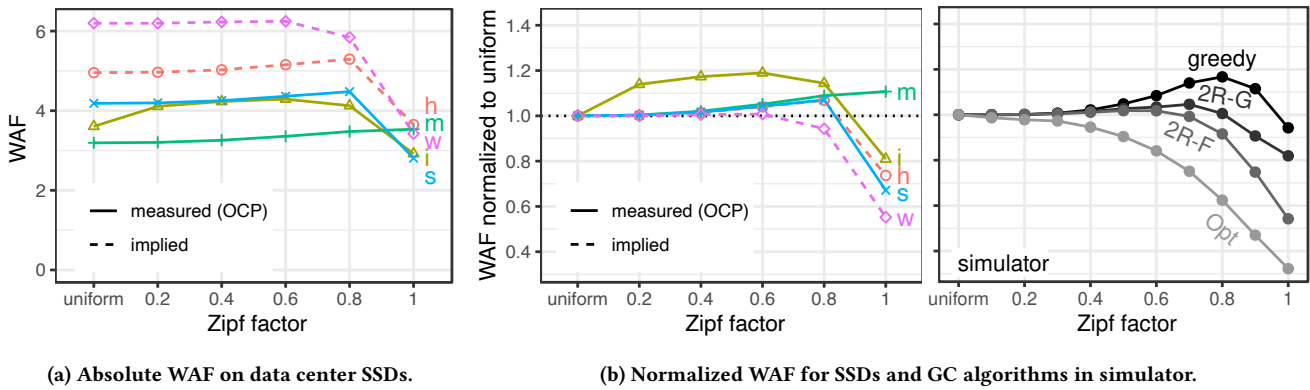 WAF
6
4
2
0
h
m
w
i
s
measured (OCP)
implied
uniform 0.2 0.4 0.6 0.8 1
Zipf factor
(a) Absolute WAF on data center SSDs.
WAF normalized to uniform
1.4
1.2
1.0
0.8
0.6
0.4
m
i
h
s
w
measured (OCP)
implied
uniform 0.2 0.4 0.6 0.8 1
Zipf factor
greedy
2R-G
2R-F
Opt
simulator
uniform 0.2 0.4 0.6 0.8 1
Zipf factor
(b) Normalized WAF for SSDs and GC algorithms in simulator.